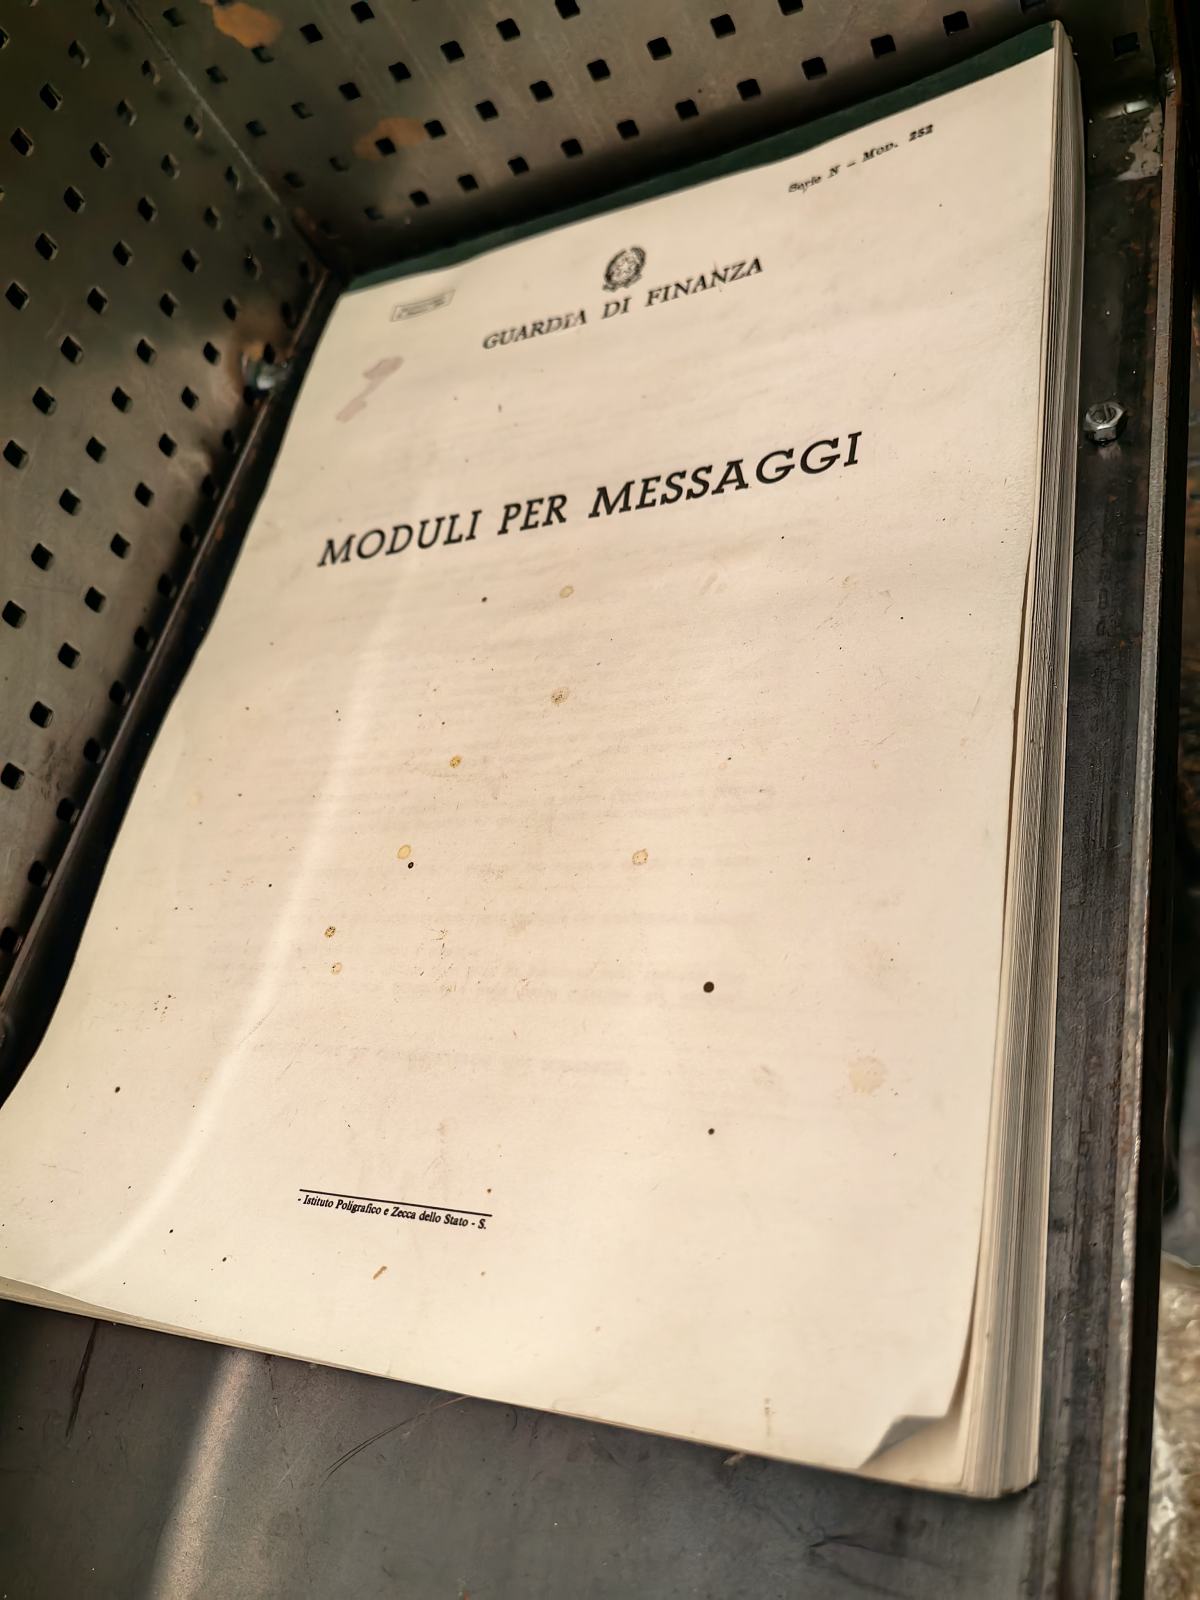 Serie N - Mod. 252
GUARDIA DI FINANZA
MODULI PER MESSAGGI
- Istituto Poligrafico e Zecca dello Stato - S.